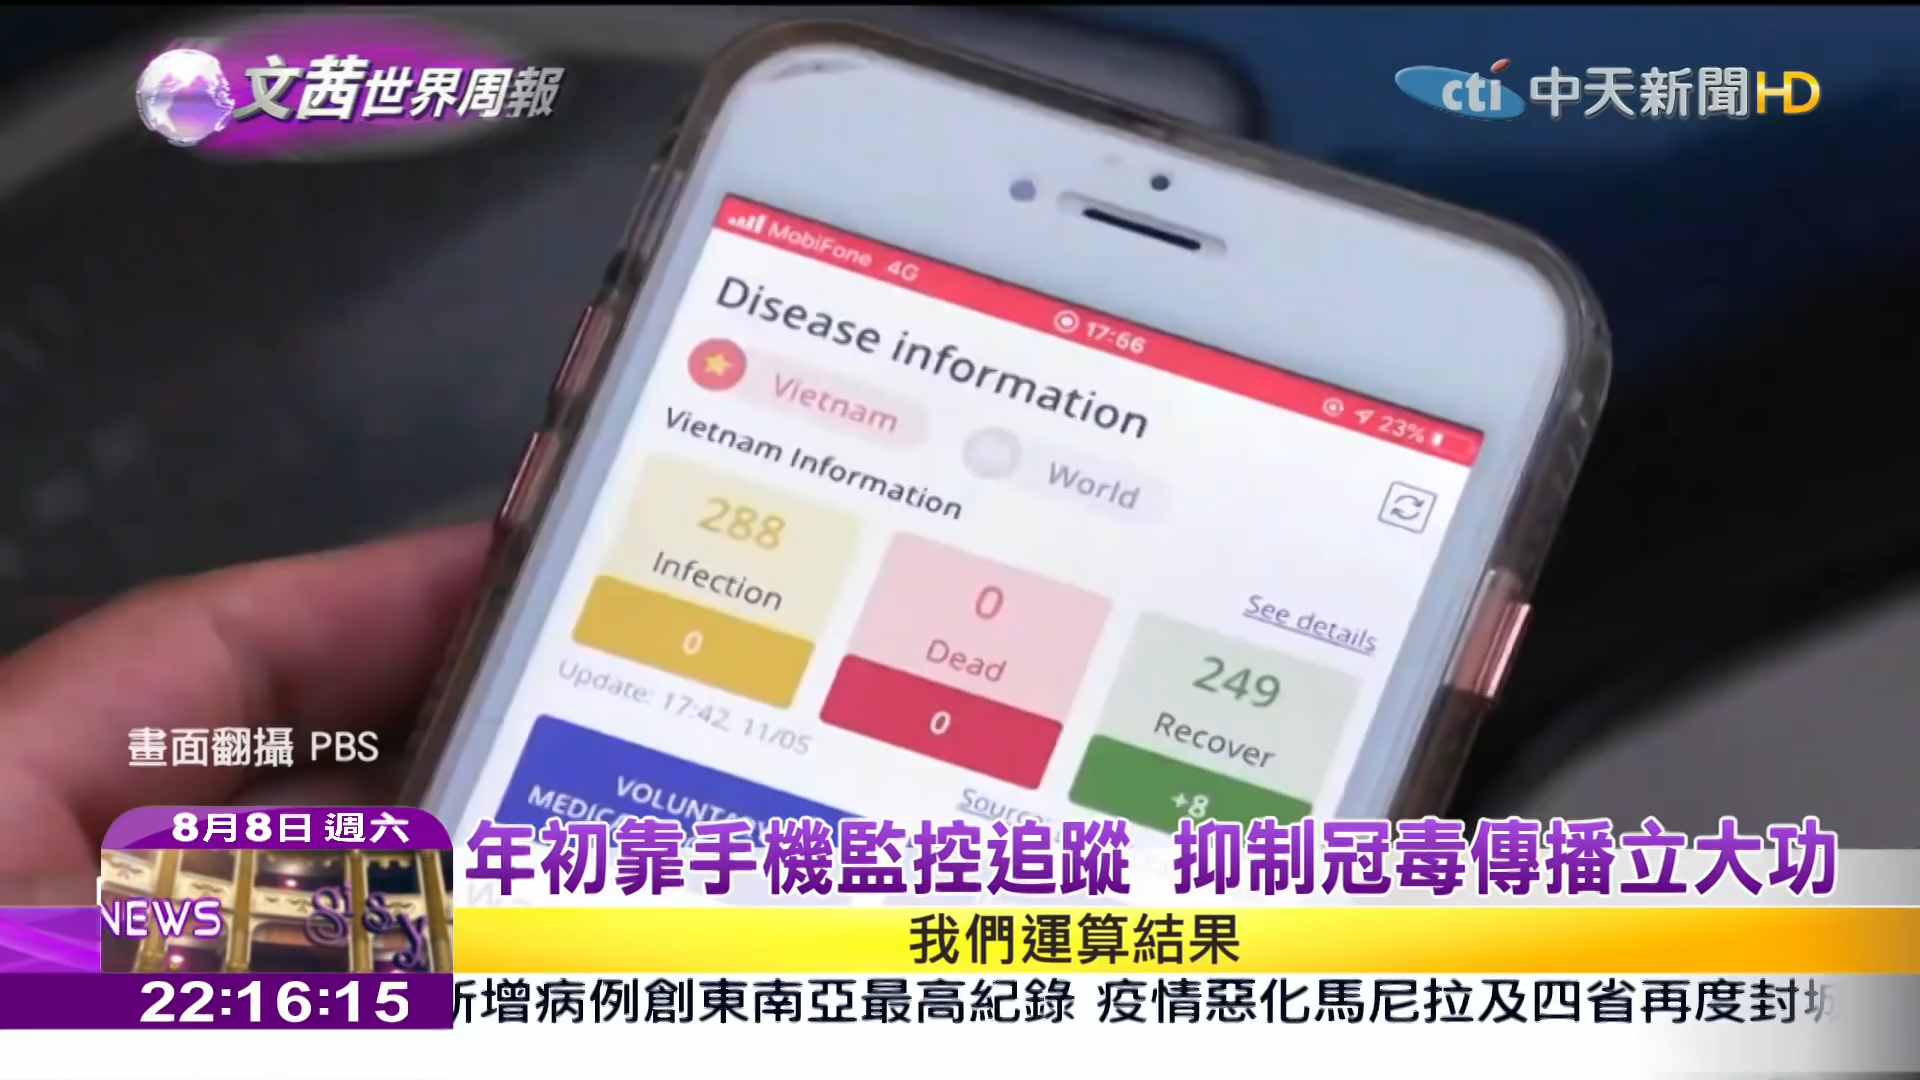 文茜世界周報
cti 中天新聞HD
MobiFone 4G
17:56
23%
Disease information
Vietnam
World
Vietnam Information
See details
288
Infection
0
0
Dead
0
249
Recover
+8
Update: 17:42, 11/05
畫面翻攝 PBS
8月8日 週六
年初靠手機監控追蹤 抑制冠毒傳播立大功
NEWS
我們運算結果
22:16:15
新增病例創東南亞最高紀錄 疫情惡化馬尼拉及四省再度封城